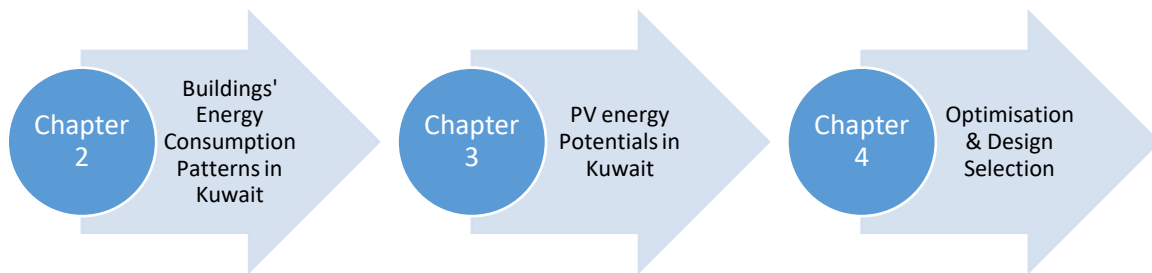 Chapter
2
Buildings'
Energy
Consumption
Patterns in
Kuwait
Chapter
3
PV energy
Potentials in
Kuwait
Chapter
4
Optimisation
& Design
Selection